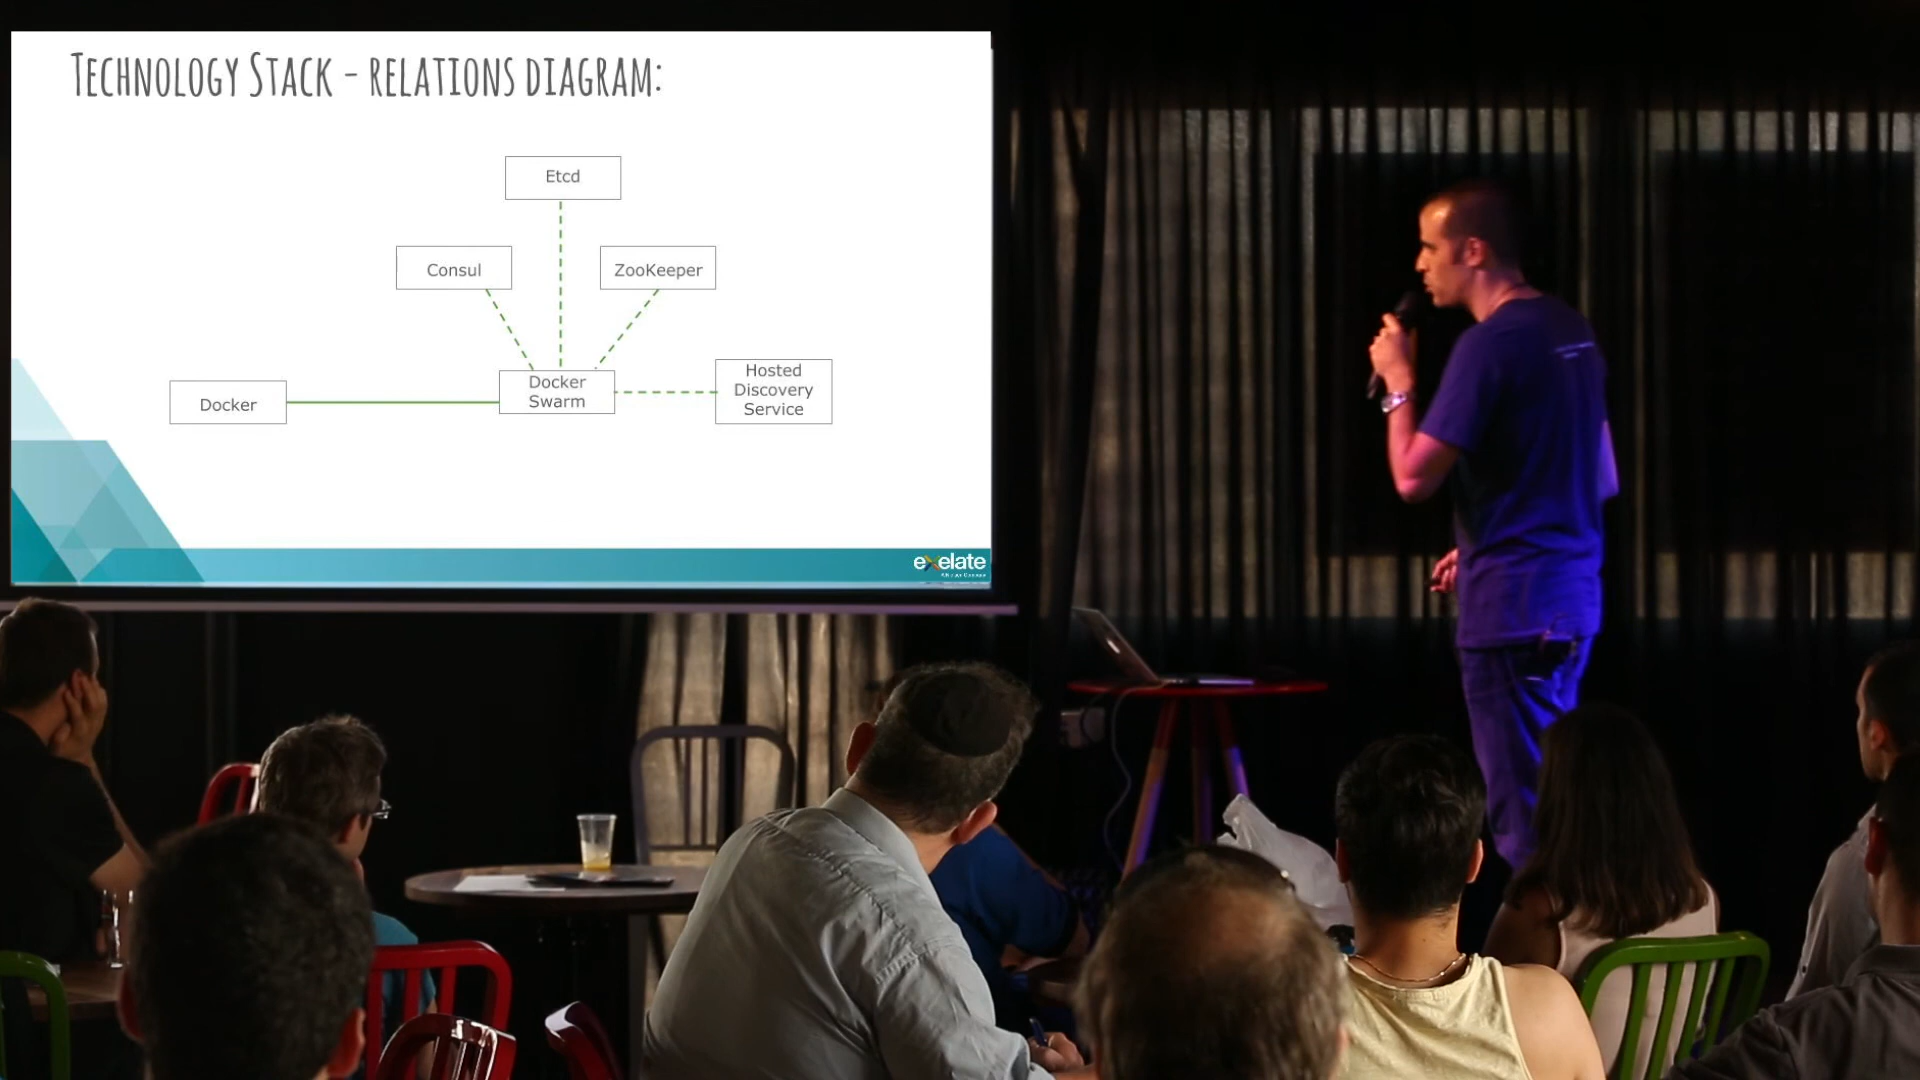 TECHNOLOGY STACK - RELATIONS DIAGRAM:
Etcd
Consul
ZooKeeper
Docker
Docker
Swarm
Hosted
Discovery
Service
exelate